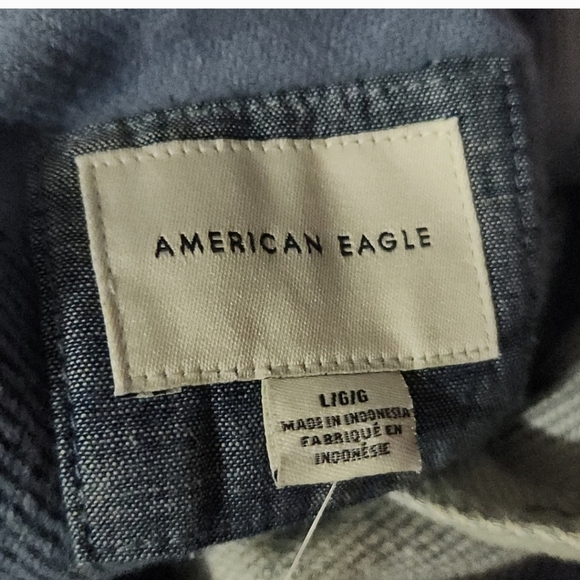 AMERICAN EAGLE
L/G/G
MADE IN INDONESIA
FABRIQUÉ EN
INDONÉSIE